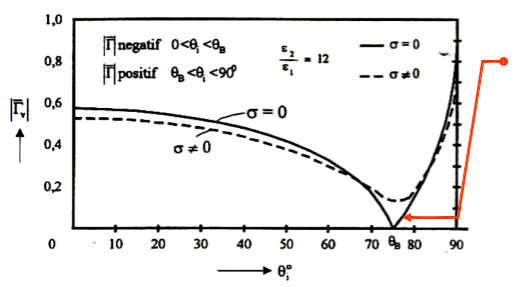 1,0
0,8
0,6
0,4
0,2
|Γ̅ᵥ|
|Γ̅| negatif 0<θᵢ<θB
|Γ̅| positif θB<θᵢ<90°
ε₂/ε₁ = 12
σ = 0
σ ≠ 0
σ = 0
σ ≠ 0
0 10 20 30 40 50 60 70 80 90
θB
θᵢ°